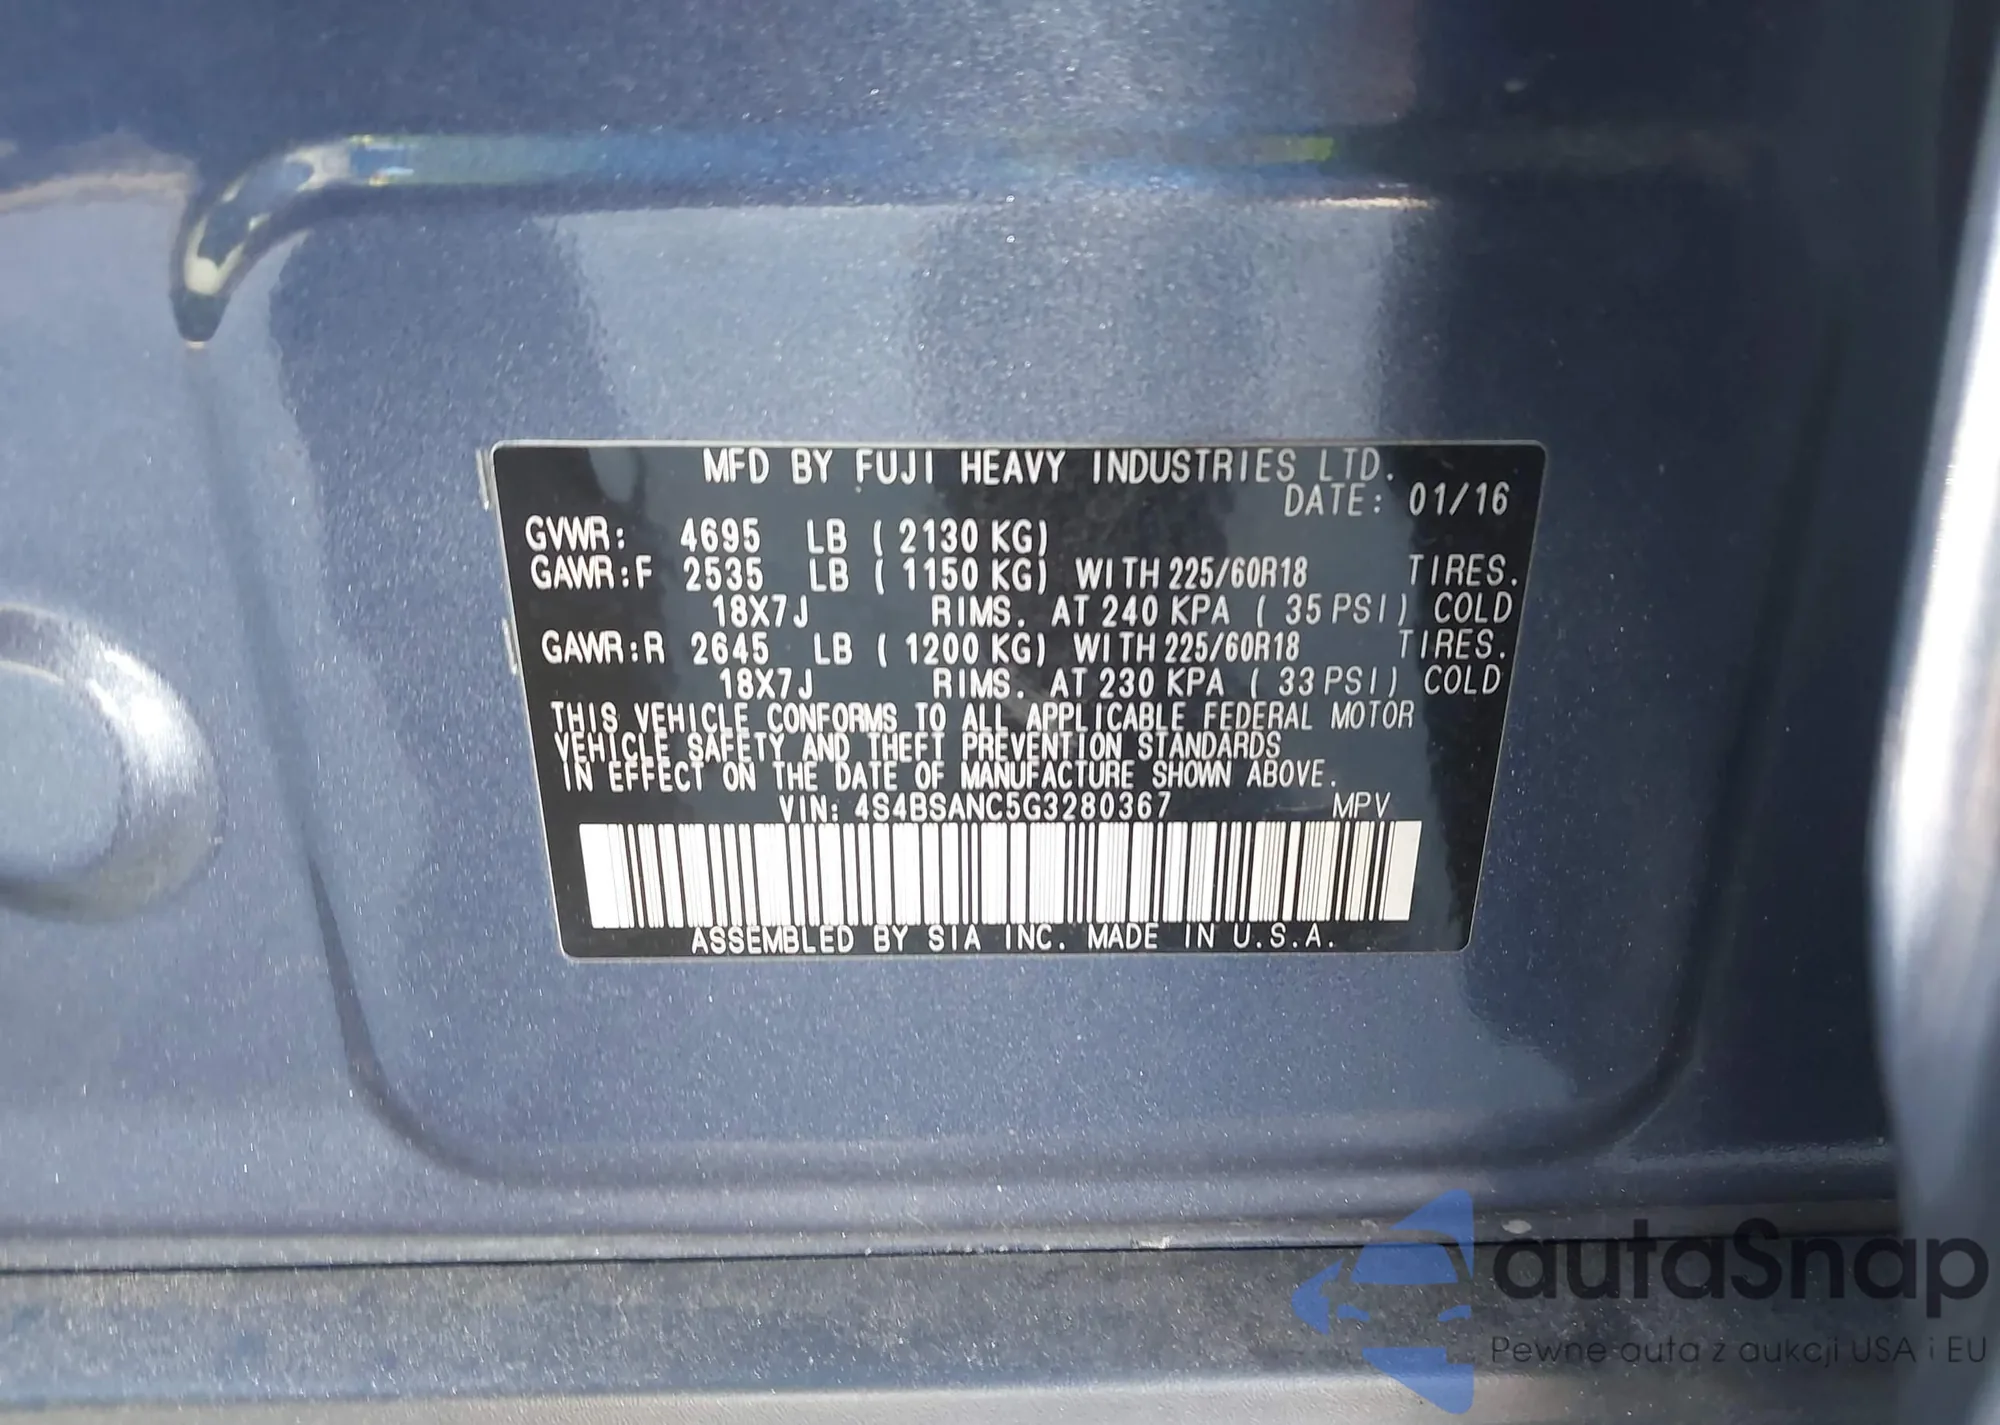 MFD BY FUJI HEAVY INDUSTRIES LTD.
DATE: 01/16
GVWR: 4695 LB ( 2130 KG)
GAWR:F 2535 LB ( 1150 KG) WITH 225/60R18 TIRES.
18X7J RIMS. AT 240 KPA ( 35 PSI) COLD
GAWR:R 2645 LB ( 1200 KG) WITH 225/60R18 TIRES.
18X7J RIMS. AT 230 KPA ( 33 PSI) COLD
THIS VEHICLE CONFORMS TO ALL APPLICABLE FEDERAL MOTOR
VEHICLE SAFETY AND THEFT PREVENTION STANDARDS
IN EFFECT ON THE DATE OF MANUFACTURE SHOWN ABOVE.
VIN: 4S4BSANC5G3280367 MPV
ASSEMBLED BY SIA INC. MADE IN U.S.A.
autaSnap
Pewne auta z aukcji USA i EU